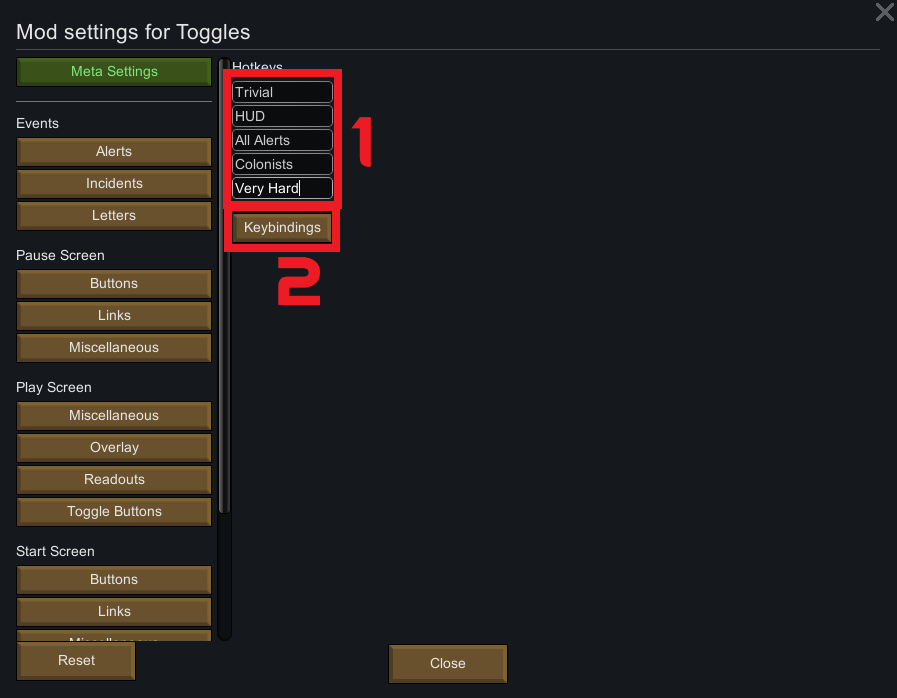 Mod settings for Toggles
Meta Settings
Events
Alerts
Incidents
Letters
Pause Screen
Buttons
Links
Miscellaneous
Play Screen
Miscellaneous
Overlay
Readouts
Toggle Buttons
Start Screen
Buttons
Links
Miscellaneous
Reset
Hotkeys
Trivial
HUD
All Alerts
Colonists
Very Hard
1
Keybindings
2
Close